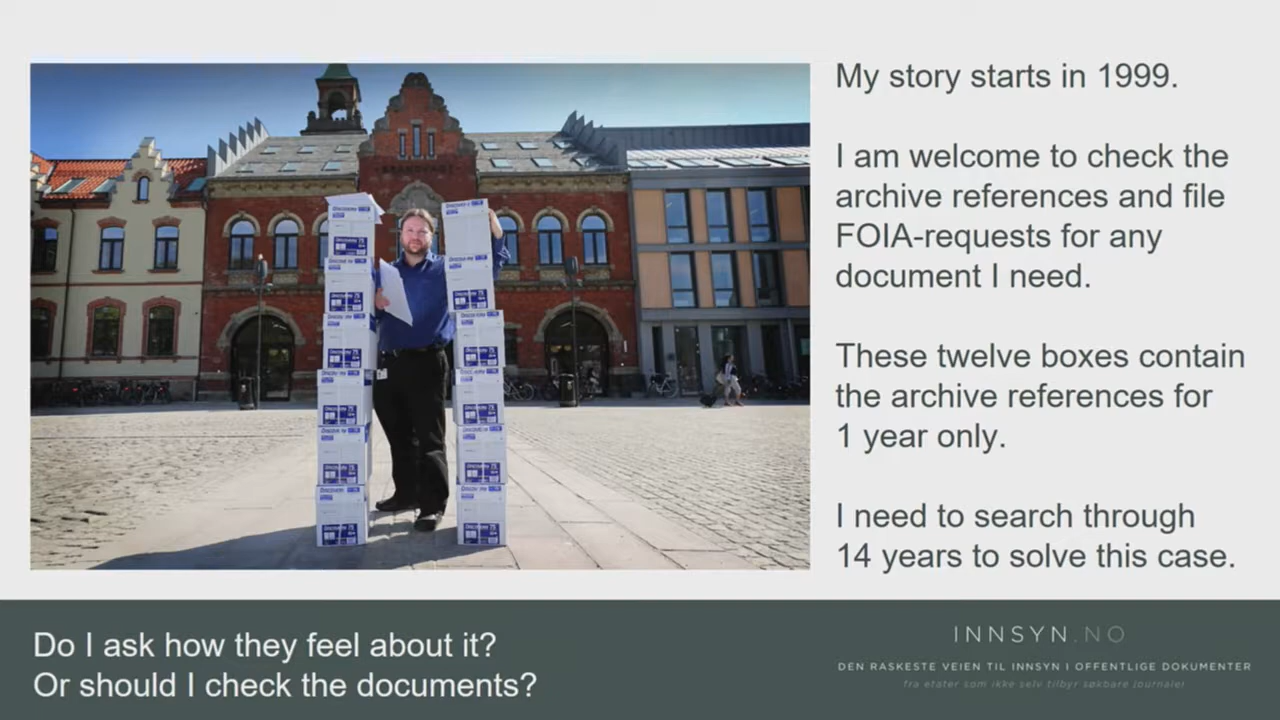 My story starts in 1999.
I am welcome to check the
archive references and file
FOIA-requests for any
document I need.
These twelve boxes contain
the archive references for
1 year only.
I need to search through
14 years to solve this case.
Do I ask how they feel about it?
Or should I check the documents?
INNSYN.NO
DEN RASKESTE VEIEN TIL INNSYN I OFFENTLIGE DOKUMENTER
fra etater som ikke selv tilbyr søkbare journaler